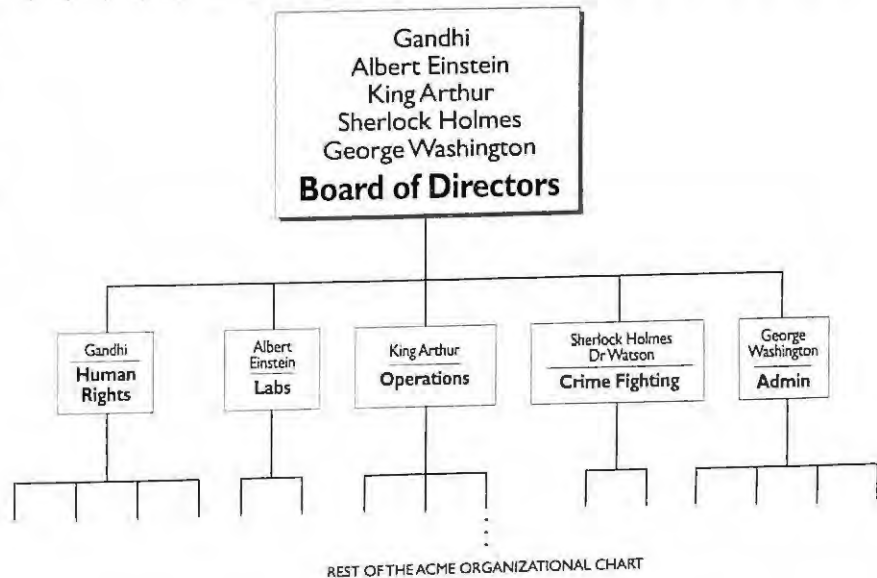 Gandhi
Albert Einstein
King Arthur
Sherlock Holmes
George Washington
Board of Directors
Gandhi
Human
Rights
Albert
Einstein
Labs
King Arthur
Operations
Sherlock Holmes
Dr Watson
Crime Fighting
George
Washington
Admin
REST OF THE ACME ORGANIZATIONAL CHART